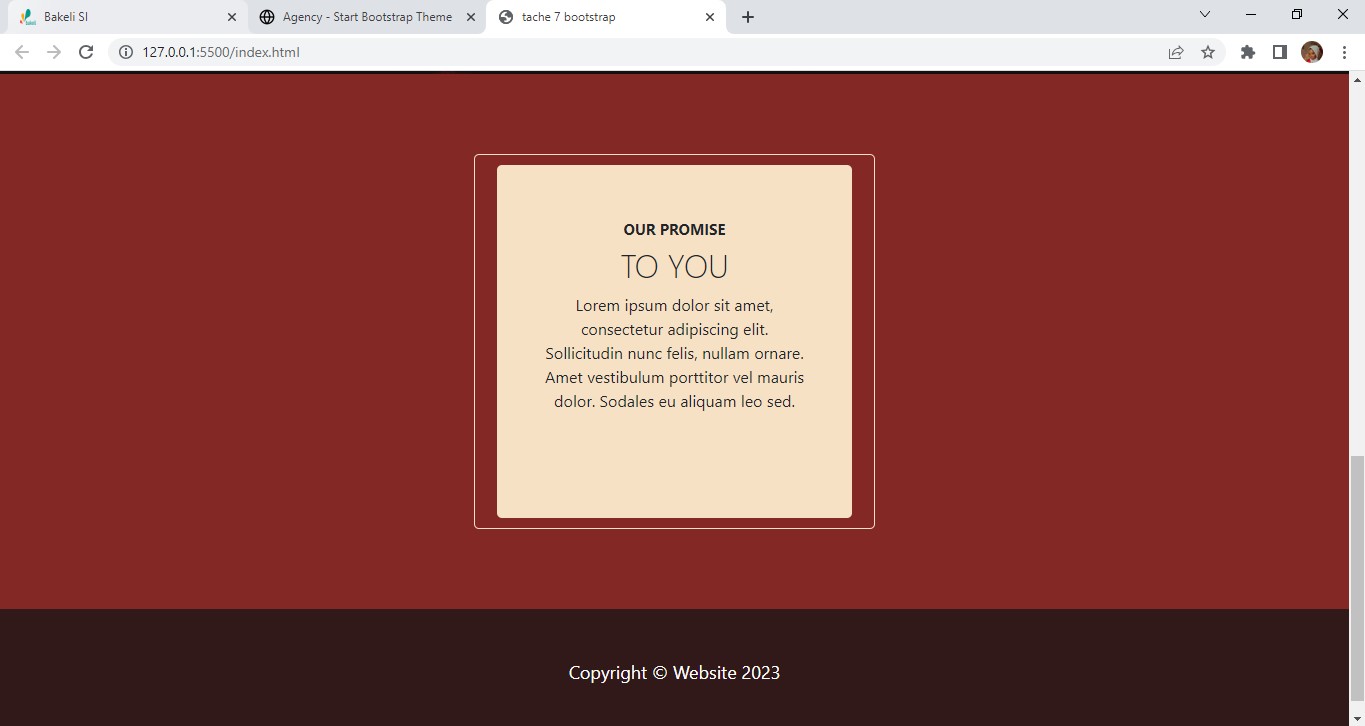 Bakeli SI
Agency - Start Bootstrap Theme
tache 7 bootstrap
127.0.0.1:5500/index.html
OUR PROMISE
TO YOU
Lorem ipsum dolor sit amet,
consectetur adipiscing elit.
Sollicitudin nunc felis, nullam ornare.
Amet vestibulum porttitor vel mauris
dolor. Sodales eu aliquam leo sed.
Copyright © Website 2023